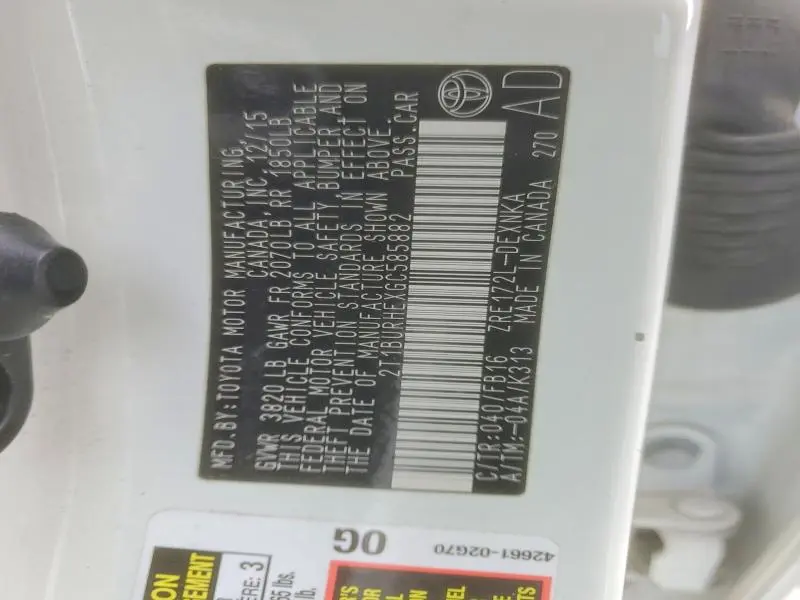 MFD.BY:TOYOTA MOTOR MANUFACTURING
CANADA, INC. 12/15
GVWR 3820 LB GAWR FR 2070LB RR 1850LB
THIS VEHICLE CONFORMS TO ALL APPLICABLE
FEDERAL MOTOR VEHICLE SAFETY, BUMPER, AND
THEFT PREVENTION STANDARDS IN EFFECT ON
THE DATE OF MANUFACTURE SHOWN ABOVE.
2T1BURHEXGC585882 PASS.CAR
C/TR:040/FB16 ZRE172L-DEXNKA
A/TM:-04A/K313 MADE IN CANADA 270 AD
0G
42661-02G70